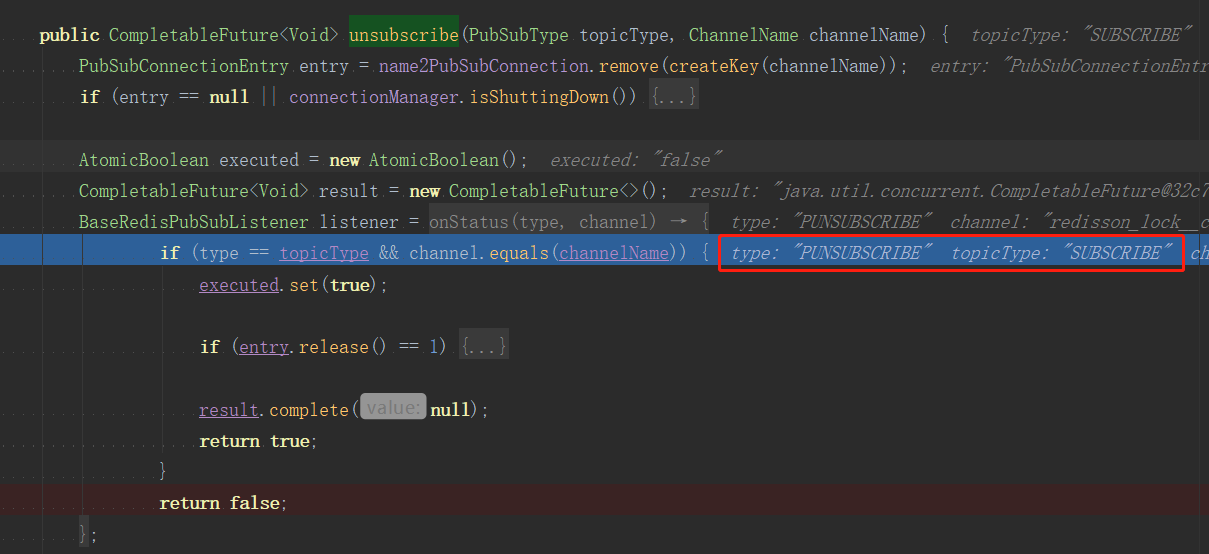 public CompletableFuture<Void> unsubscribe(PubSubType topicType, ChannelName channelName) { topicType: "SUBSCRIBE"
PubSubConnectionEntry entry = name2PubSubConnection.remove(createKey(channelName)); entry: "PubSubConnectionEntr
if (entry == null || connectionManager.isShuttingDown()) {...}
AtomicBoolean executed = new AtomicBoolean(); executed: "false"
CompletableFuture<Void> result = new CompletableFuture<>(); result: "java.util.concurrent.CompletableFuture@32c7
BaseRedisPubSubListener listener = onStatus(type, channel) → { type: "PUNSUBSCRIBE" channel: "redisson_lock__c
if (type == topicType && channel.equals(channelName)) { type: "PUNSUBSCRIBE" topicType: "SUBSCRIBE" ch
executed.set(true);
if (entry.release() == 1) {...}
result.complete( value: null);
return true;
}
return false;
};